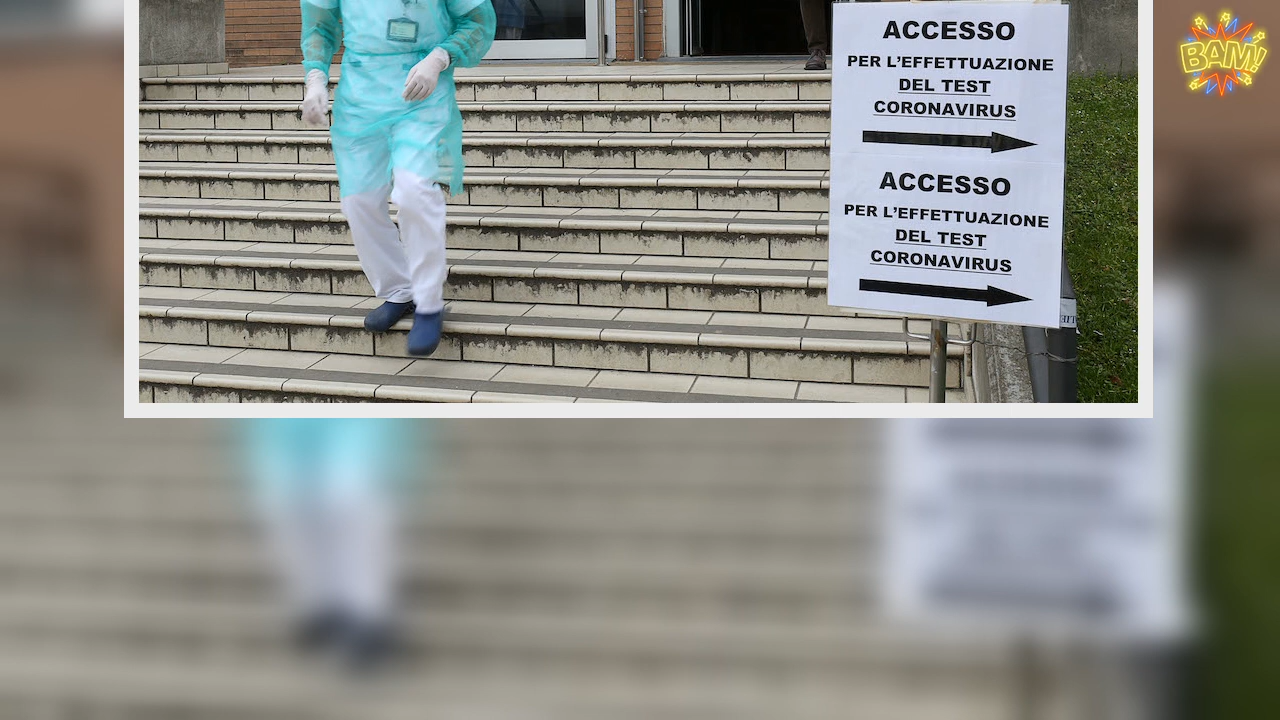 BAM!
ACCESSO
PER L'EFFETTUAZIONE
DEL TEST
CORONAVIRUS
ACCESSO
PER L'EFFETTUAZIONE
DEL TEST
CORONAVIRUS